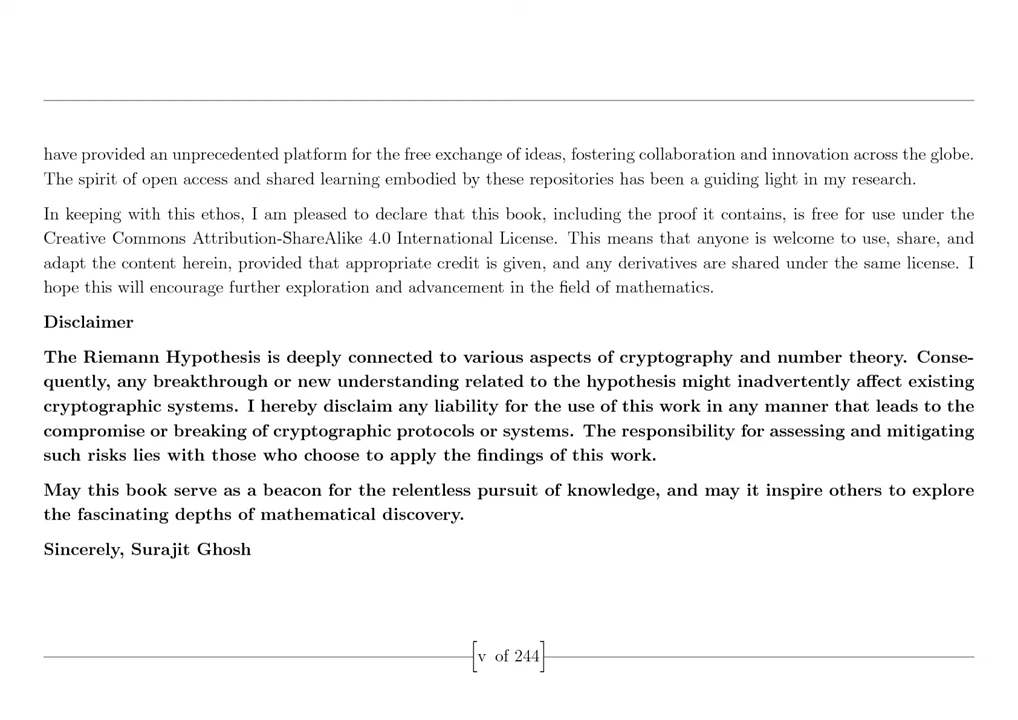 have provided an unprecedented platform for the free exchange of ideas, fostering collaboration and innovation across the globe.
The spirit of open access and shared learning embodied by these repositories has been a guiding light in my research.
In keeping with this ethos, I am pleased to declare that this book, including the proof it contains, is free for use under the
Creative Commons Attribution-ShareAlike 4.0 International License. This means that anyone is welcome to use, share, and
adapt the content herein, provided that appropriate credit is given, and any derivatives are shared under the same license. I
hope this will encourage further exploration and advancement in the field of mathematics.
Disclaimer
The Riemann Hypothesis is deeply connected to various aspects of cryptography and number theory. Conse-
quently, any breakthrough or new understanding related to the hypothesis might inadvertently affect existing
cryptographic systems. I hereby disclaim any liability for the use of this work in any manner that leads to the
compromise or breaking of cryptographic protocols or systems. The responsibility for assessing and mitigating
such risks lies with those who choose to apply the findings of this work.
May this book serve as a beacon for the relentless pursuit of knowledge, and may it inspire others to explore
the fascinating depths of mathematical discovery.
Sincerely, Surajit Ghosh
[v of 244]